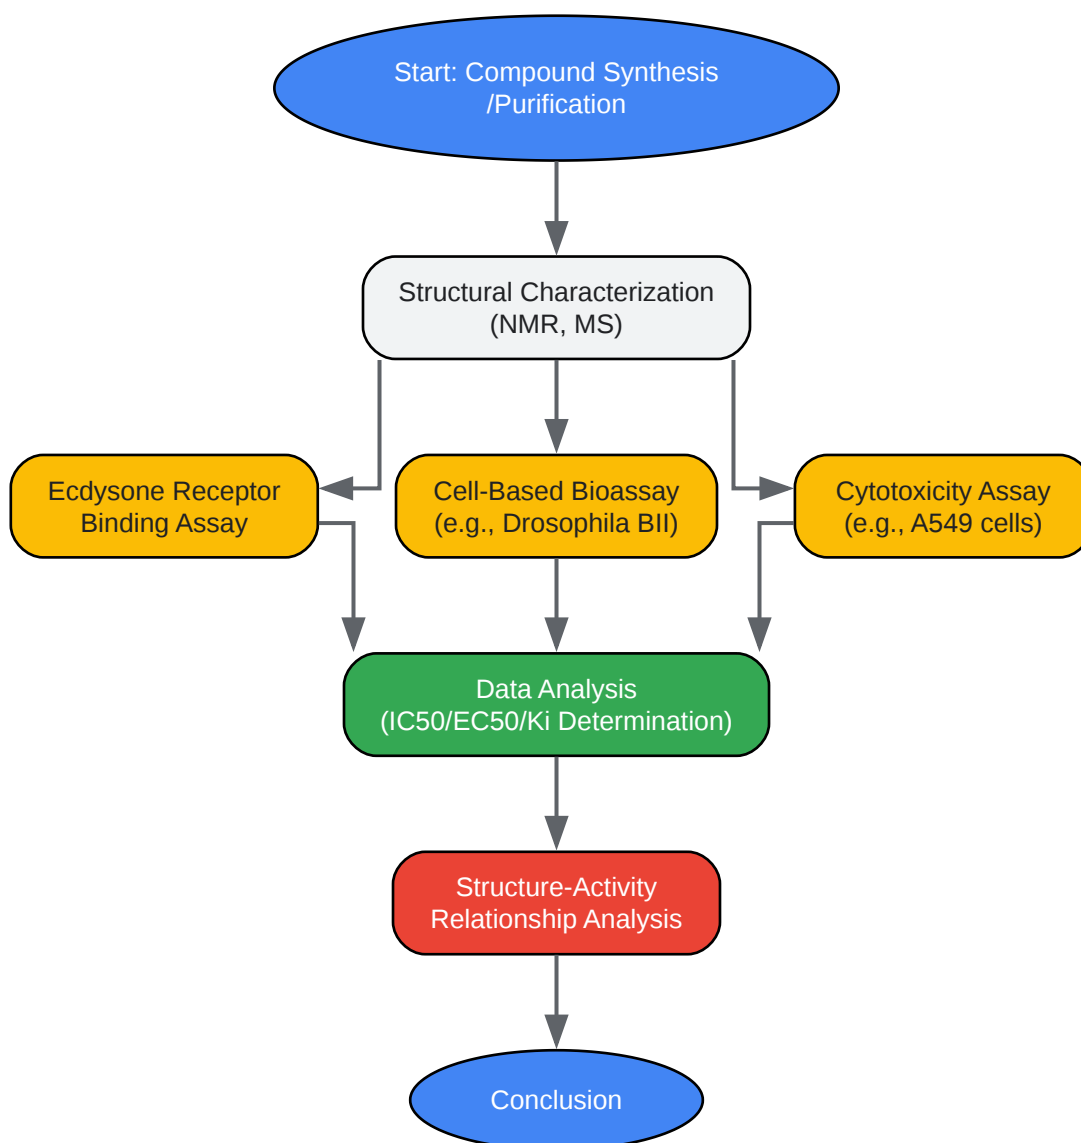 Start: Compound Synthesis
/Purification
Structural Characterization
(NMR, MS)
Ecdysone Receptor
Binding Assay
Cell-Based Bioassay
(e.g., Drosophila BII)
Cytotoxicity Assay
(e.g., A549 cells)
Data Analysis
(IC50/EC50/Ki Determination)
Structure-Activity
Relationship Analysis
Conclusion